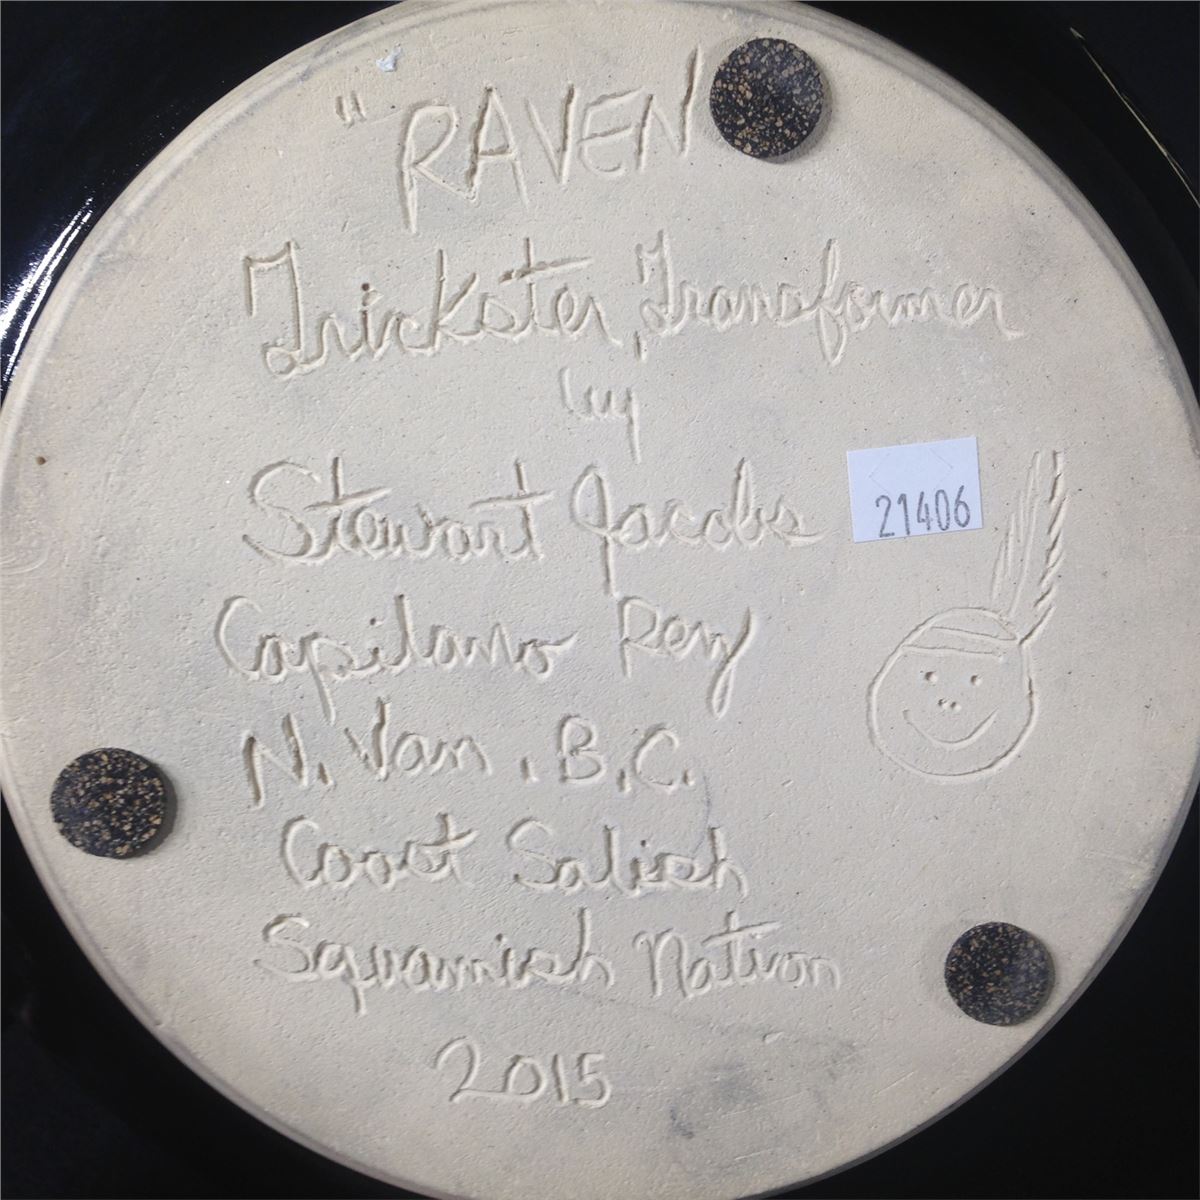 "RAVEN
Trickster, Transformer
by
Stewart Jacobs
21406
Capilano Rez
N. Van. B.C.
Coast Salish
Squamish Nation
2015